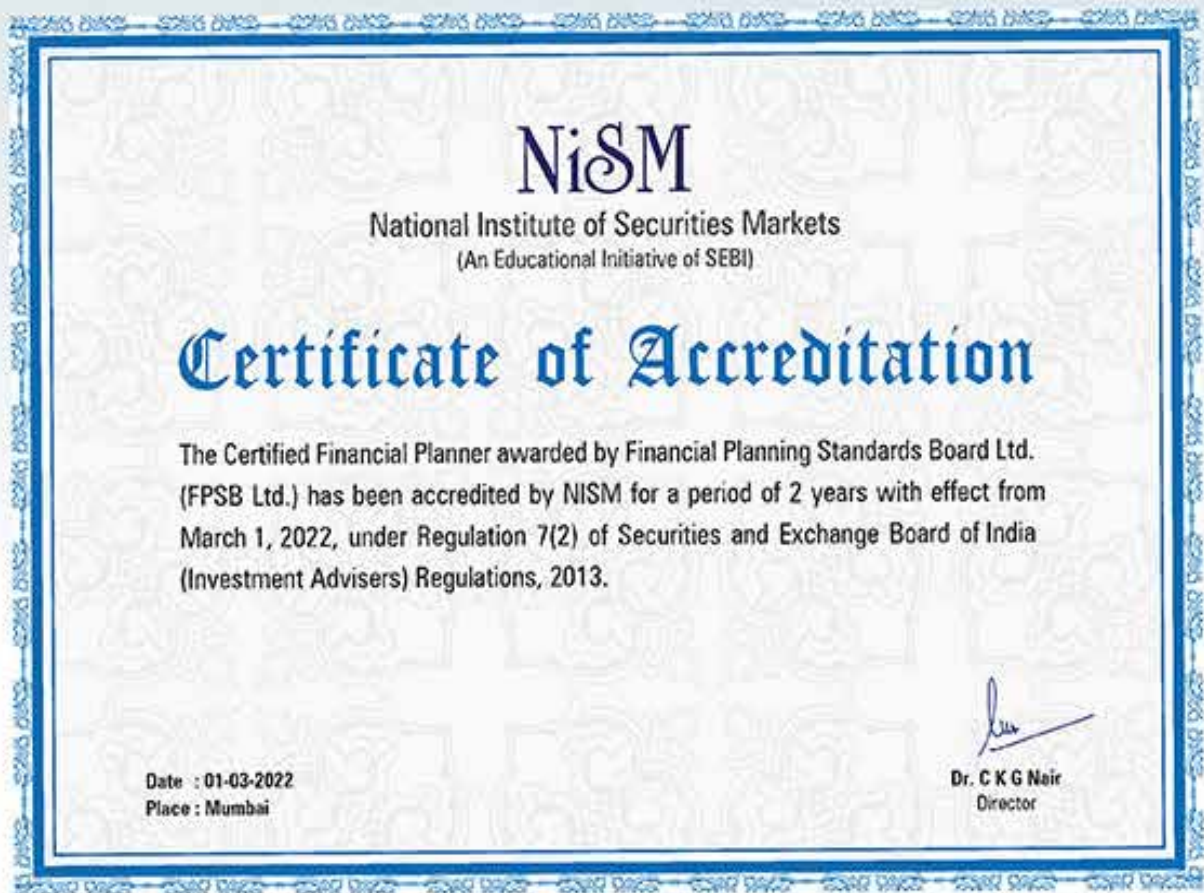 NiSM
National Institute of Securities Markets
(An Educational Initiative of SEBI)
Certificate of Accreditation
The Certified Financial Planner awarded by Financial Planning Standards Board Ltd.
(FPSB Ltd.) has been accredited by NISM for a period of 2 years with effect from
March 1, 2022, under Regulation 7(2) of Securities and Exchange Board of India
(Investment Advisers) Regulations, 2013.
Date : 01-03-2022
Place : Mumbai
Dr. C K G Nair
Director